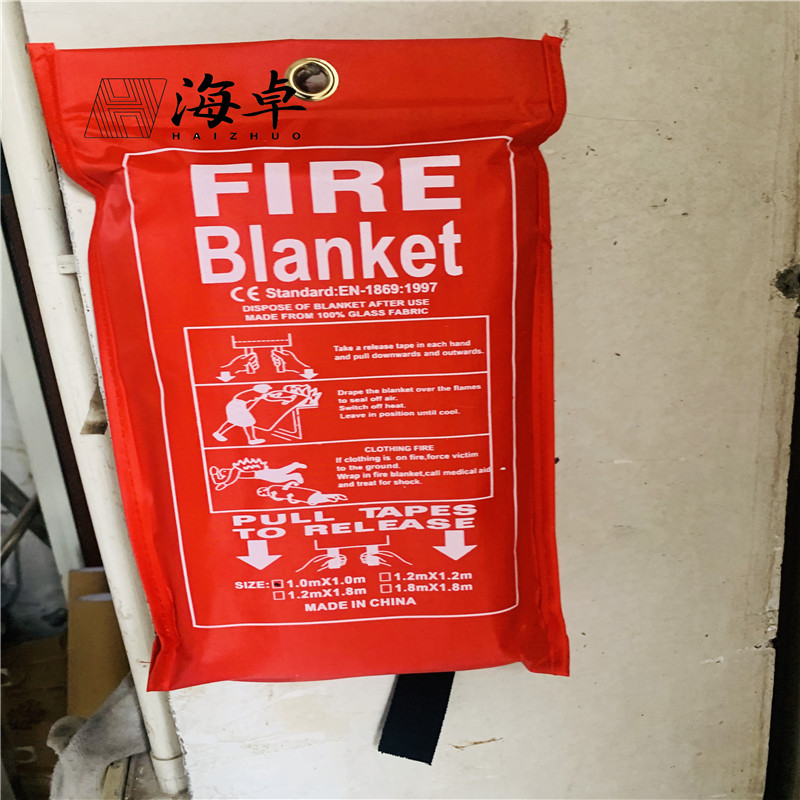 海卓
HAIZHUO
FIRE
Blanket
CE Standard:EN-1869:1997
DISPOSE OF BLANKET AFTER USE
MADE FROM 100% GLASS FABRIC
Take a release tape in each hand
and pull downwards and outwards.
Drape the blanket over the flames
to seal off air.
Switch off heat.
Leave in position until cool.
CLOTHING FIRE
If clothing is on fire,force victim
to the ground.
Wrap in fire blanket,call medical aid
and treat for shock.
PULL TAPES
TO RELEASE
SIZE: 1.0mX1.0m 1.2mX1.2m
1.2mX1.8m 1.8mX1.8m
MADE IN CHINA